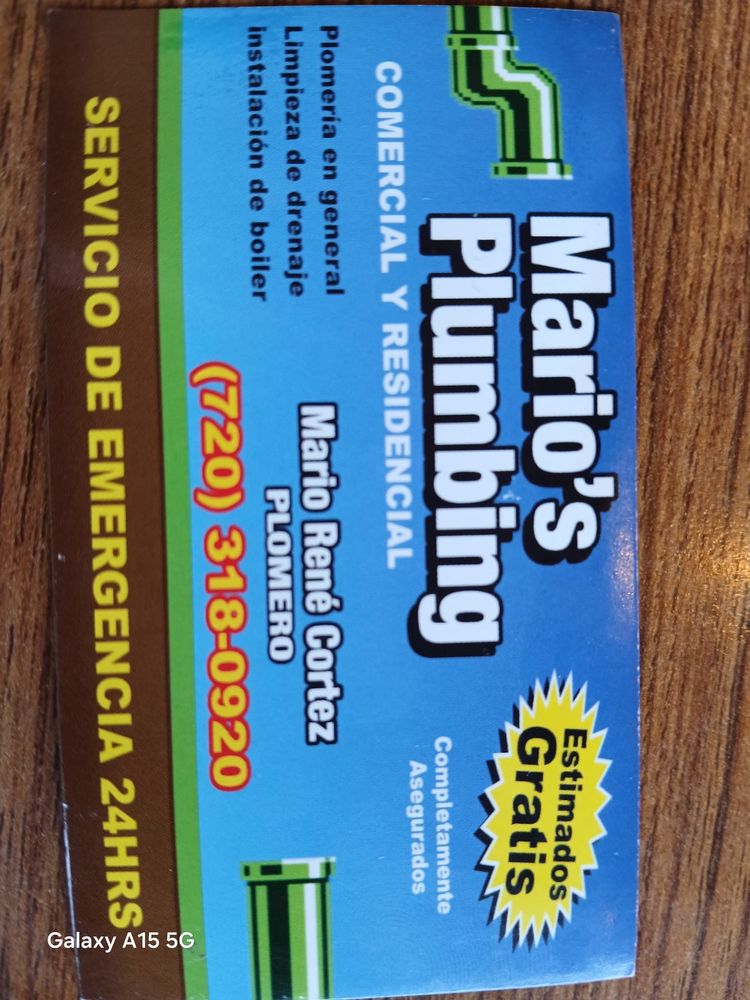 Mario's
Plumbing
Estimados
Gratis
COMERCIAL Y RESIDENCIAL
Completamente
Asegurados
Plomería en general
Limpieza de drenaje
instalación de boiler
Mario René Cortez
PLOMERO
(720) 318-0920
SERVICIO DE EMERGENCIA 24HRS
Galaxy A15 5G